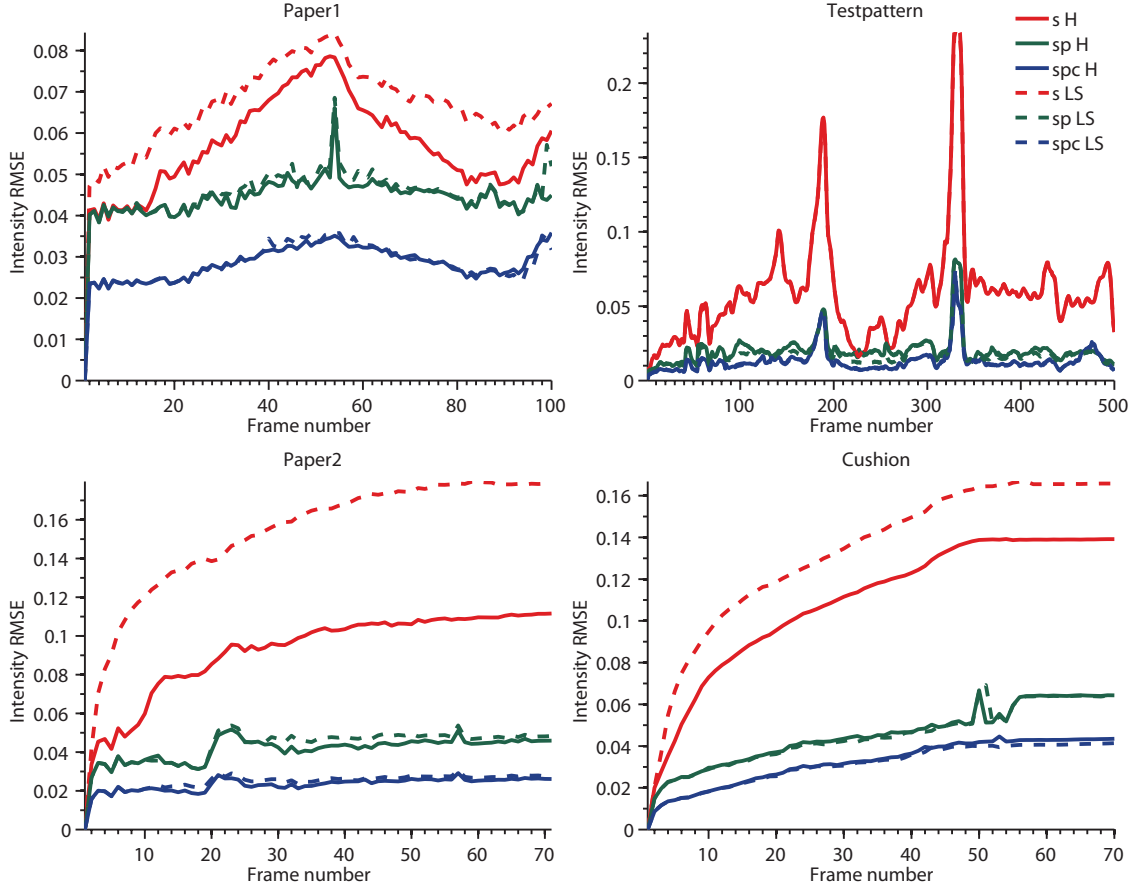 Paper1
Intensity RMSE
0.08
0.07
0.06
0.05
0.04
0.03
0.02
0.01
0
20 40 60 80 100
Frame number
Testpattern
Intensity RMSE
0.2
0.15
0.1
0.05
0
100 200 300 400 500
Frame number
s H
sp H
spc H
s LS
sp LS
spc LS
Paper2
Intensity RMSE
0.16
0.14
0.12
0.1
0.08
0.06
0.04
0.02
0
10 20 30 40 50 60 70
Frame number
Cushion
Intensity RMSE
0.16
0.14
0.12
0.1
0.08
0.06
0.04
0.02
0
10 20 30 40 50 60 70
Frame number